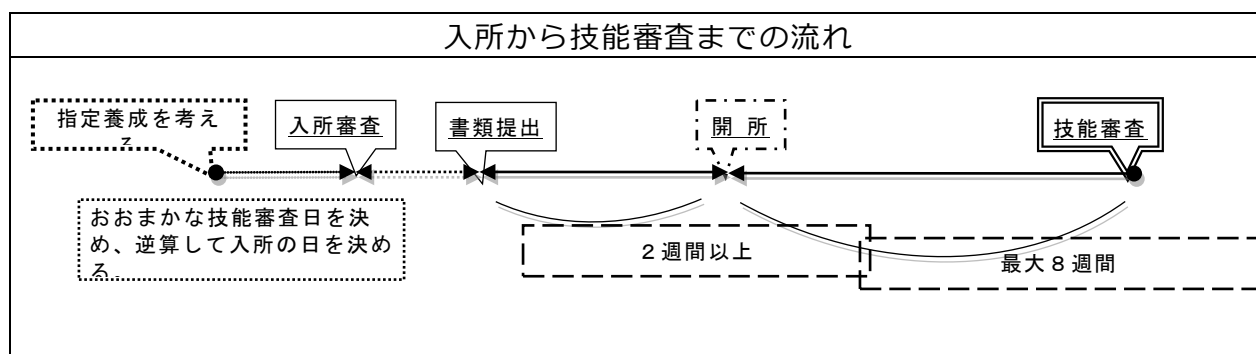 入所から技能審査までの流れ
指定養成を考え
る
入所審査
書類提出
開 所
技能審査
おおまかな技能審査日を決
め、逆算して入所の日を決め
る。
２週間以上
最大８週間